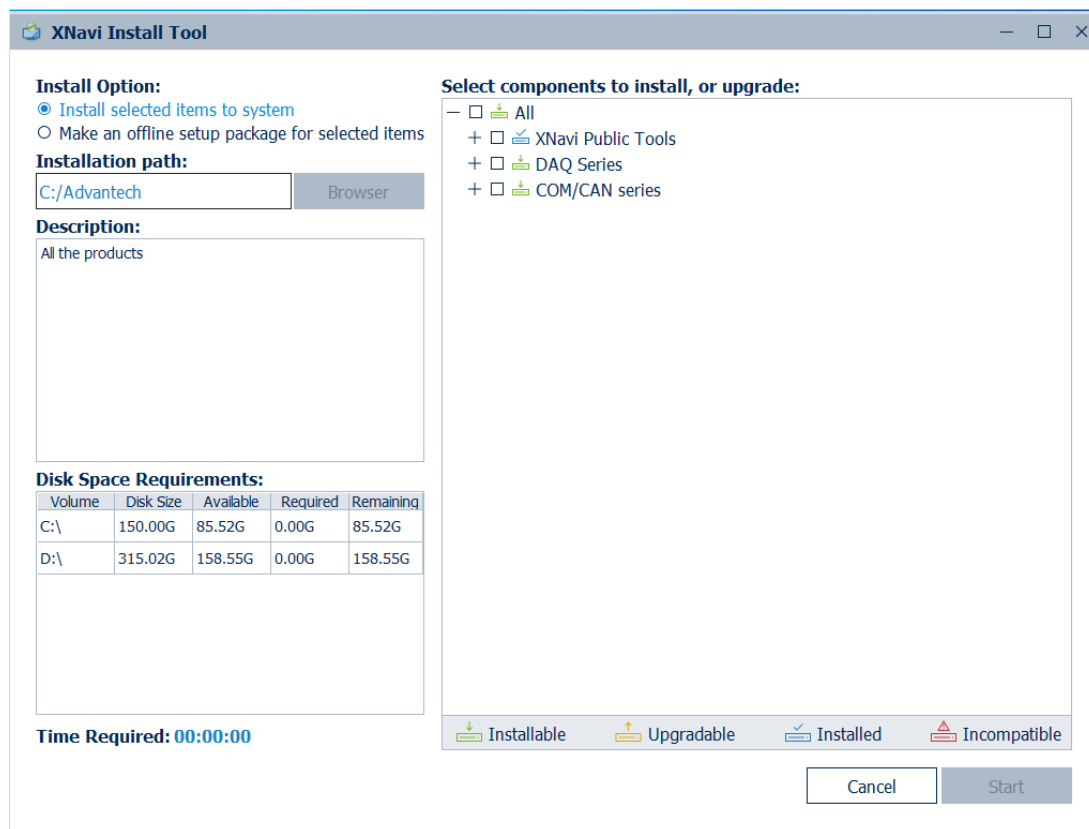 XNavi Install Tool
Install Option:
Install selected items to system
Make an offline setup package for selected items
Installation path:
C:/Advantech Browser
Description:
All the products
Disk Space Requirements:
Volume Disk Size Available Required Remaining
C:\ 150.00G 85.52G 0.00G 85.52G
D:\ 315.02G 158.55G 0.00G 158.55G
Time Required: 00:00:00
Select components to install, or upgrade:
All
XNavi Public Tools
DAQ Series
COM/CAN series
Installable Upgradable Installed Incompatible
Cancel Start